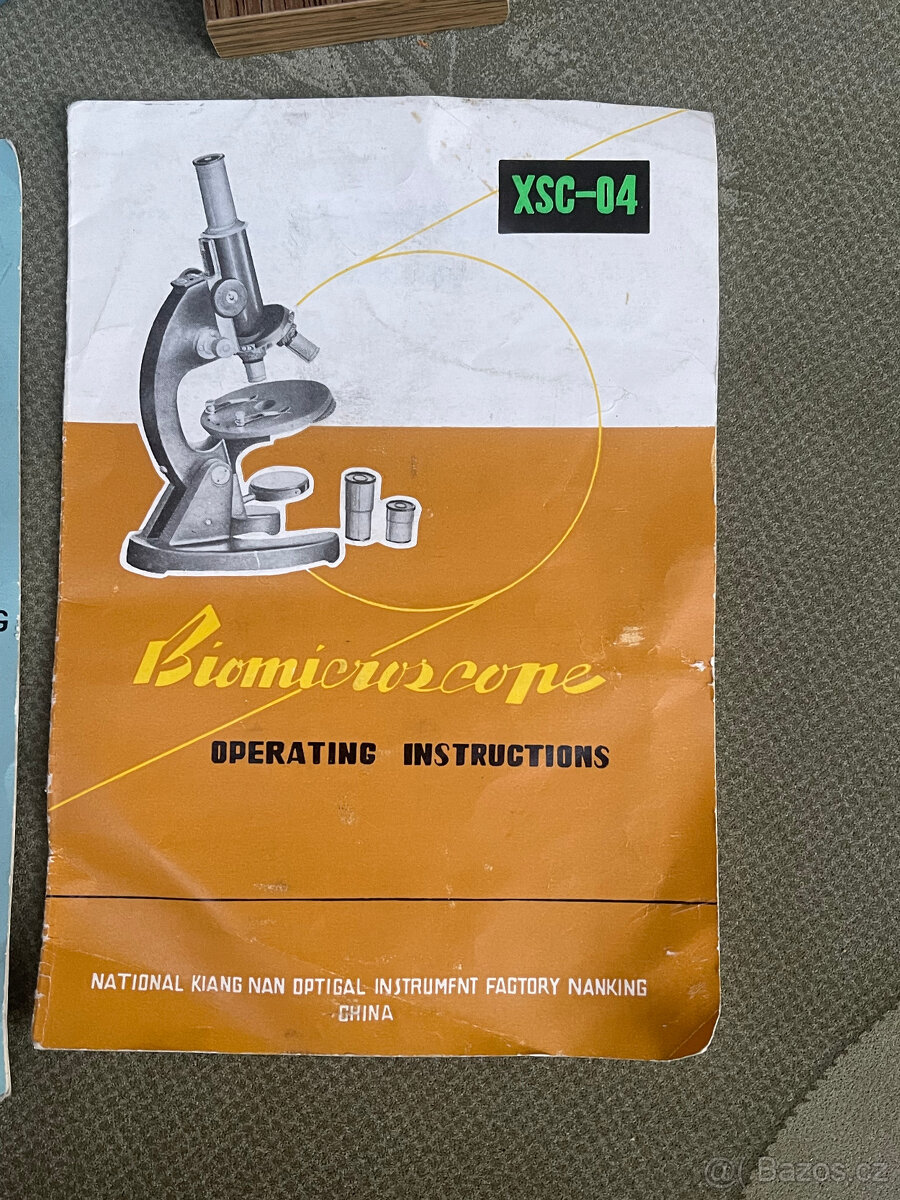 XSC-04
Biomicroscope
OPERATING INSTRUCTIONS
NATIONAL KIANG NAN OPTIGAL INSTRUMFNT FACTORY NANKING
CHINA
G
@ Bazos.cz